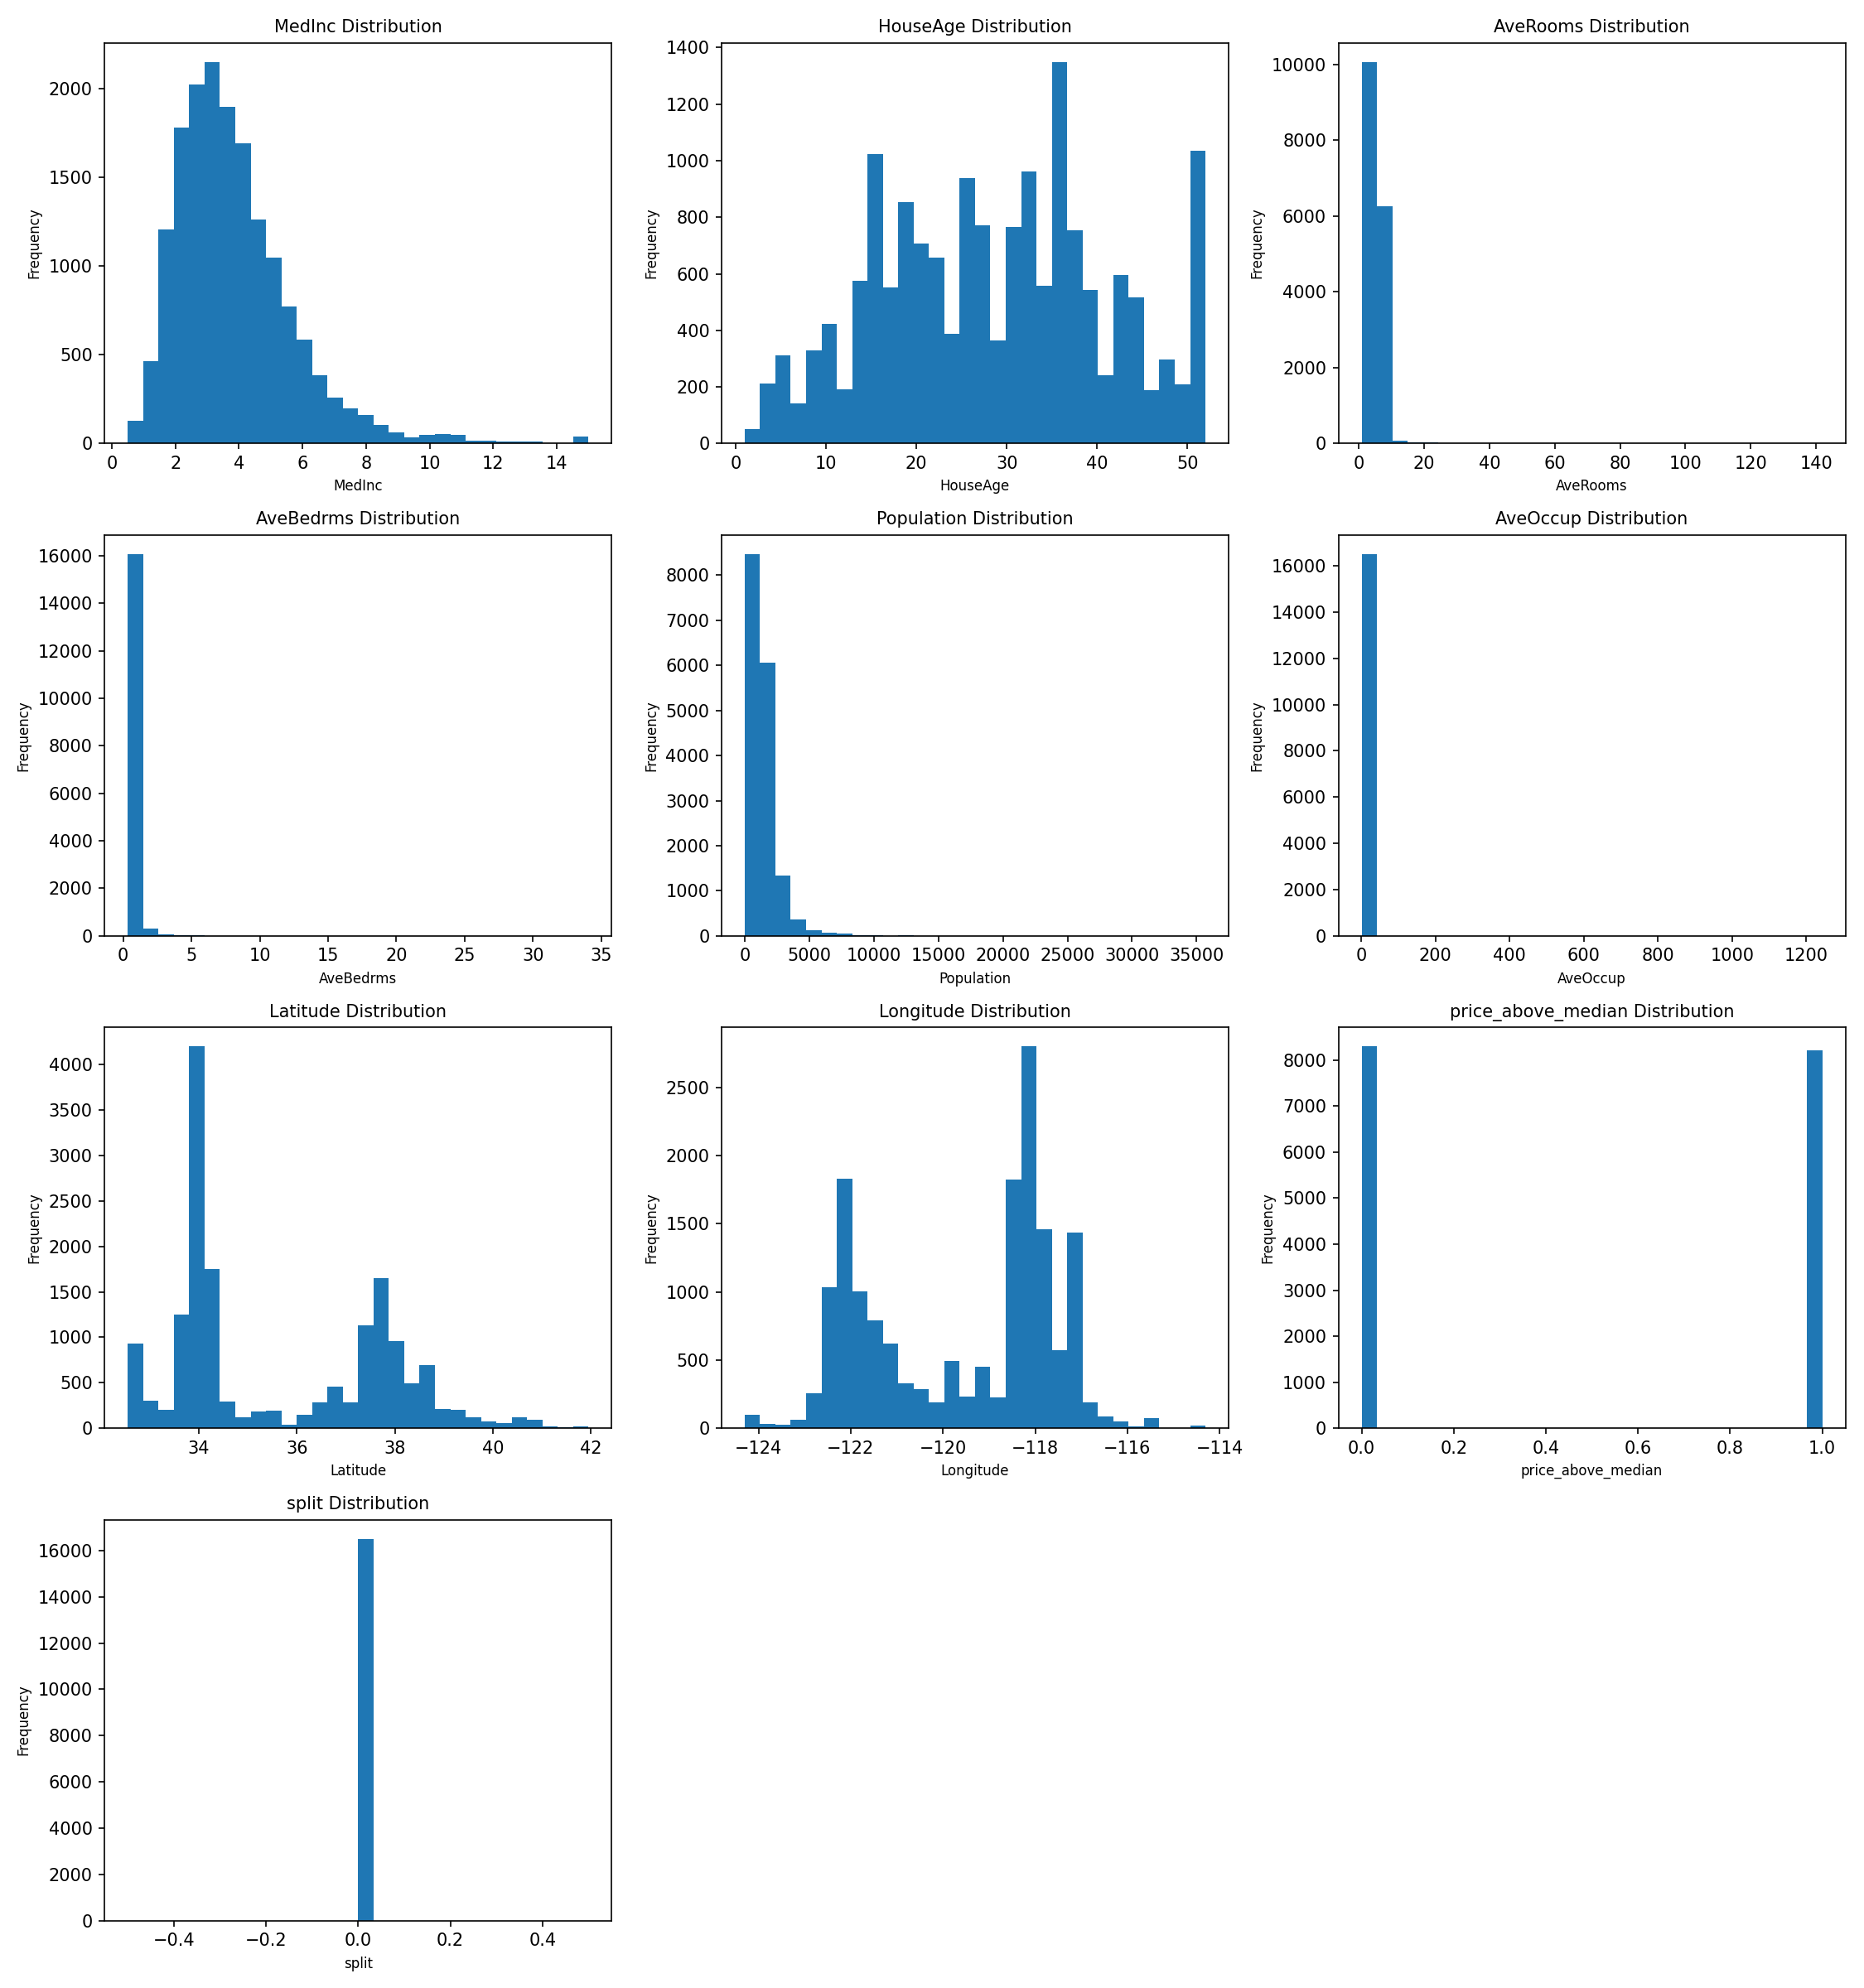 MedInc Distribution
2000
1500
1000
500
0
Frequency
0 2 4 6 8 10 12 14
MedInc
HouseAge Distribution
1400
1200
1000
800
600
400
200
0
Frequency
0 10 20 30 40 50
HouseAge
AveRooms Distribution
10000
8000
6000
4000
2000
0
Frequency
0 20 40 60 80 100 120 140
AveRooms
AveBedrms Distribution
16000
14000
12000
10000
8000
6000
4000
2000
0
Frequency
0 5 10 15 20 25 30 35
AveBedrms
Population Distribution
8000
7000
6000
5000
4000
3000
2000
1000
0
Frequency
0 5000 10000 15000 20000 25000 30000 35000
Population
AveOccup Distribution
16000
14000
12000
10000
8000
6000
4000
2000
0
Frequency
0 200 400 600 800 1000 1200
AveOccup
Latitude Distribution
4000
3500
3000
2500
2000
1500
1000
500
0
Frequency
34 36 38 40 42
Latitude
Longitude Distribution
2500
2000
1500
1000
500
0
Frequency
−124 −122 −120 −118 −116 −114
Longitude
price_above_median Distribution
8000
7000
6000
5000
4000
3000
2000
1000
0
Frequency
0.0 0.2 0.4 0.6 0.8 1.0
price_above_median
split Distribution
16000
14000
12000
10000
8000
6000
4000
2000
0
Frequency
−0.4 −0.2 0.0 0.2 0.4
split